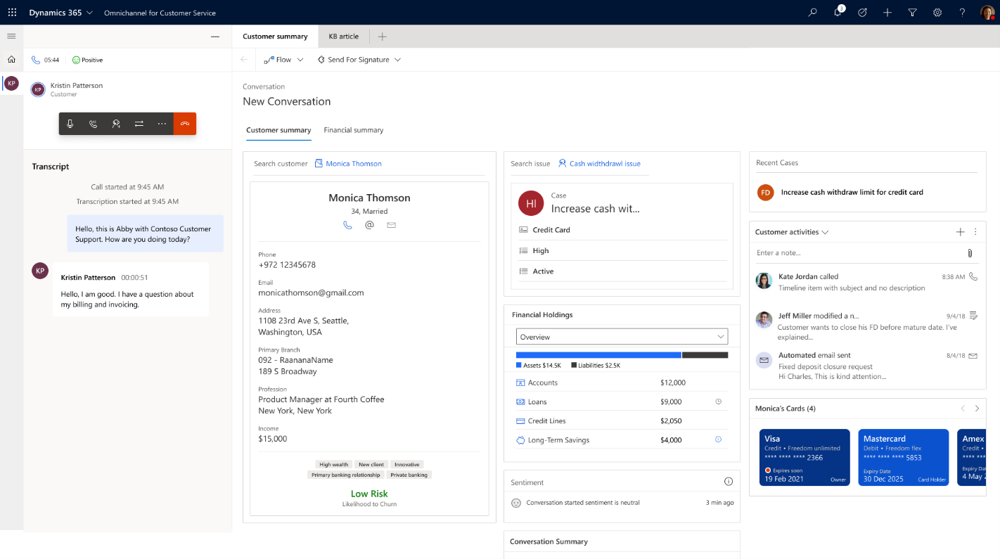 Dynamics 365
Omnichannel for Customer Service
3
Customer summary
KB article
05:44
Positive
Flow
Send For Signature
KP
KP
Kristin Patterson
Customer
Transcript
Call started at 9:45 AM
Transcription started at 9:45 AM
Hello, this is Abby with Contoso Customer
Support. How are you doing today?
KP
Kristin Patterson 00:00:51
Hello, I am good. I have a question about
my billing and invoicing.
Conversation
New Conversation
Customer summary
Financial summary
Search customer
Monica Thomson
Monica Thomson
34, Married
Phone
+972 12345678
Email
monicathomson@gmail.com
Address
1108 23rd Ave S, Seattle,
Washington, USA
Primary Branch
092 - RaananaName
189 S Broadway
Profession
Product Manager at Fourth Coffee
New York, New York
Income
$15,000
High wealth
New client
Innovative
Primary banking relationship
Private banking
Low Risk
Likelihood to Churn
Search issue
Cash widthdrawl issue
HI
Case
Increase cash wit...
Credit Card
High
Active
Financial Holdings
Overview
Assets $14.5K
Liabilities $2.5K
Accounts $12,000
Loans $9,000
Credit Lines $2,050
Long-Term Savings $4,000
Sentiment
Conversation started sentiment is neutral
3 min ago
Conversation Summary
Recent Cases
FD
Increase cash withdraw limit for credit card
Customer activities
Enter a note...
Kate Jordan called
8:38 AM
Timeline item with subject and no description
Jeff Miller modified a n...
9/4/18
Customer wants to close his FD before mature date. I've
explained...
Automated email sent
8/4/18
Fixed deposit closure request
Hi Charles, This is kind attention...
Monica's Cards (4)
Visa
Credit • Freedom unlimited
**** **** **** 2366
Expires soon
19 Feb 2021
Owner
Mastercard
Debit • Freedom flex
**** **** **** 5853
Expiry Date
30 Dec 2025
Card Holder
Amex
Credit •
**** ***
Expiry Dat
4 May 2